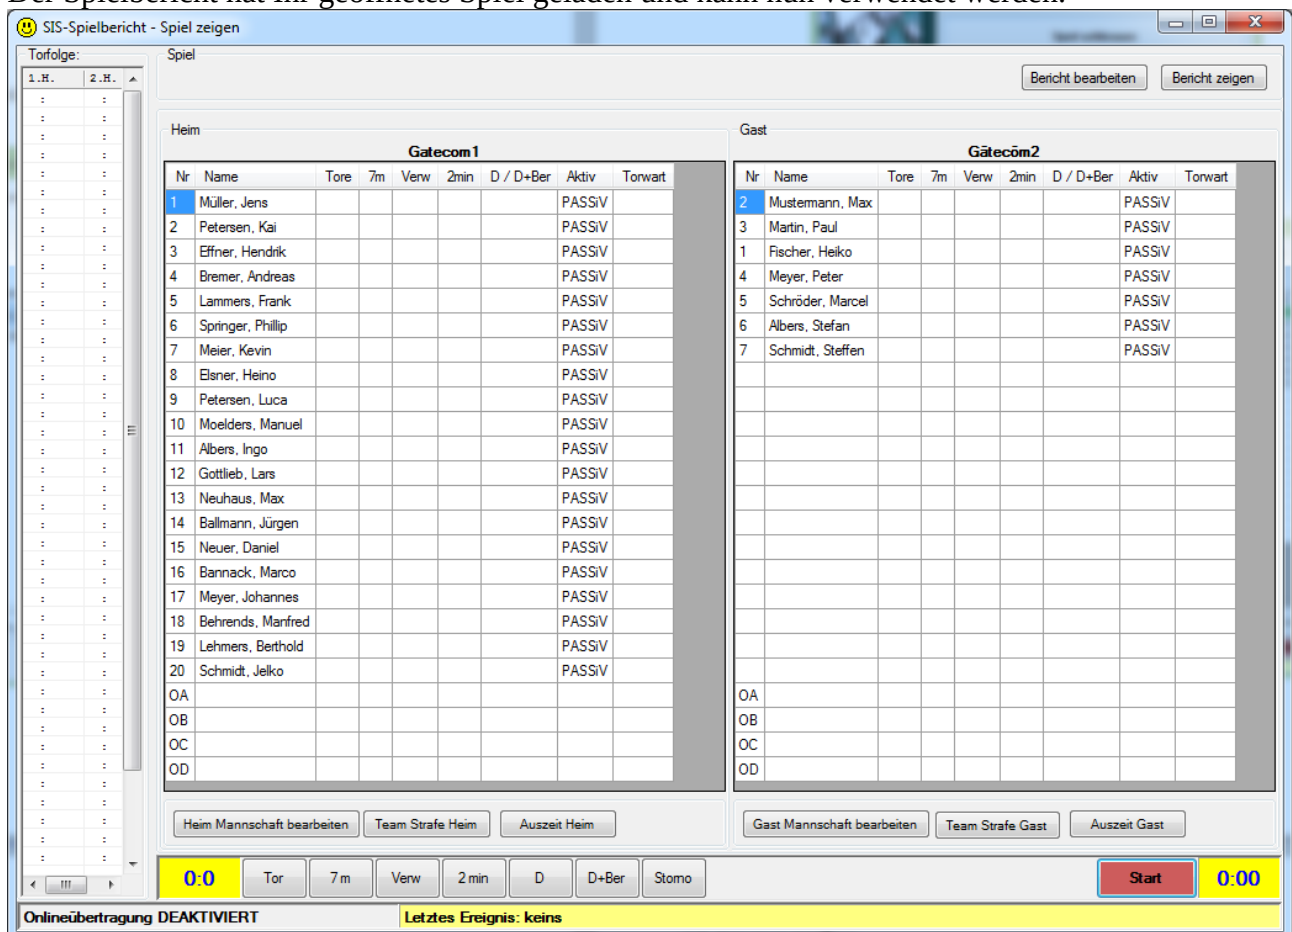 Der Spielbericht hat Ihr geöffnetes Spiel geladen und kann nun verwendet werden.
SIS-Spielbericht - Spiel zeigen
Torfolge:
1.H. 2.H.
Spiel
Bericht bearbeiten Bericht zeigen
Heim
Gatecom1
Nr Name Tore 7m Verw 2min D / D+Ber Aktiv Torwart
1 Müller, Jens PASSiV
2 Petersen, Kai PASSiV
3 Effner, Hendrik PASSiV
4 Bremer, Andreas PASSiV
5 Lammers, Frank PASSiV
6 Springer, Phillip PASSiV
7 Meier, Kevin PASSiV
8 Elsner, Heino PASSiV
9 Petersen, Luca PASSiV
10 Moelders, Manuel PASSiV
11 Albers, Ingo PASSiV
12 Gottlieb, Lars PASSiV
13 Neuhaus, Max PASSiV
14 Ballmann, Jürgen PASSiV
15 Neuer, Daniel PASSiV
16 Bannack, Marco PASSiV
17 Meyer, Johannes PASSiV
18 Behrends, Manfred PASSiV
19 Lehmers, Berthold PASSiV
20 Schmidt, Jelko PASSiV
OA
OB
OC
OD
Heim Mannschaft bearbeiten Team Strafe Heim Auszeit Heim
Gast
Gätecöm2
Nr Name Tore 7m Verw 2min D / D+Ber Aktiv Torwart
2 Mustermann, Max PASSiV
3 Martin, Paul PASSiV
1 Fischer, Heiko PASSiV
4 Meyer, Peter PASSiV
5 Schröder, Marcel PASSiV
6 Albers, Stefan PASSiV
7 Schmidt, Steffen PASSiV
OA
OB
OC
OD
Gast Mannschaft bearbeiten Team Strafe Gast Auszeit Gast
0:0 Tor 7 m Verw 2 min D D+Ber Storno Start 0:00
Onlineübertragung DEAKTIVIERT Letztes Ereignis: keins